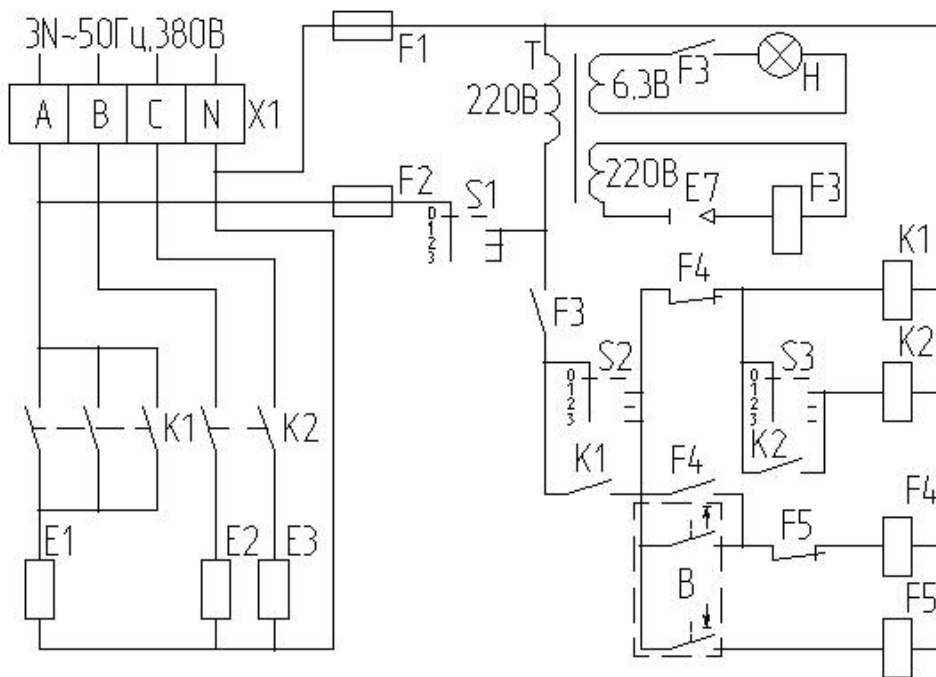 3N~50Гц,380В
F1
A B C N X1
T
220В
6,3В
F3
H
F2
S1
220В
E7
F3
0
1
2
3
K1
F4
F3
K2
S2
S3
0
1
2
3
0
1
2
3
K1
K2
K1
F4
K2
F4
F5
E1
E2
E3
B
F5